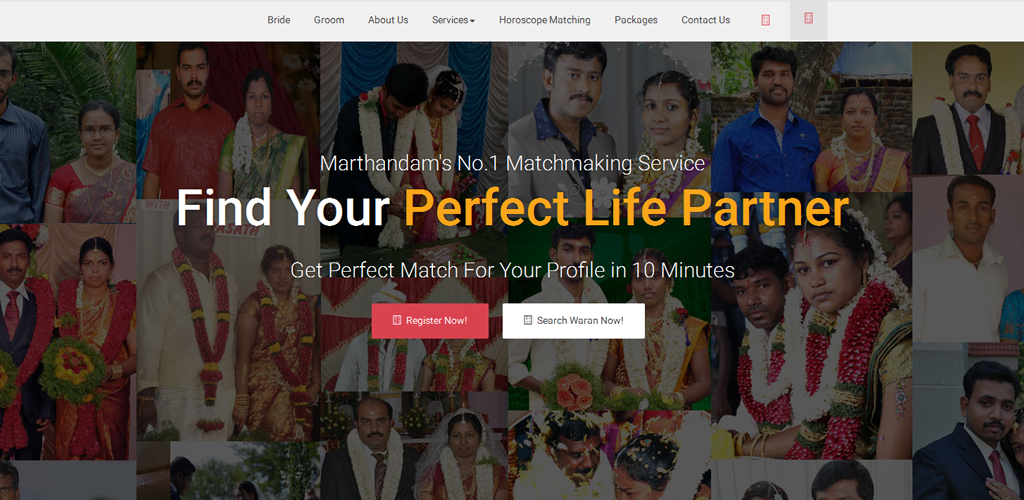 Bride Groom About Us Services Horoscope Matching Packages Contact Us
Marthandam's No.1 Matchmaking Service
Find Your Perfect Life Partner
Get Perfect Match For Your Profile in 10 Minutes
Register Now! Search Waran Now!